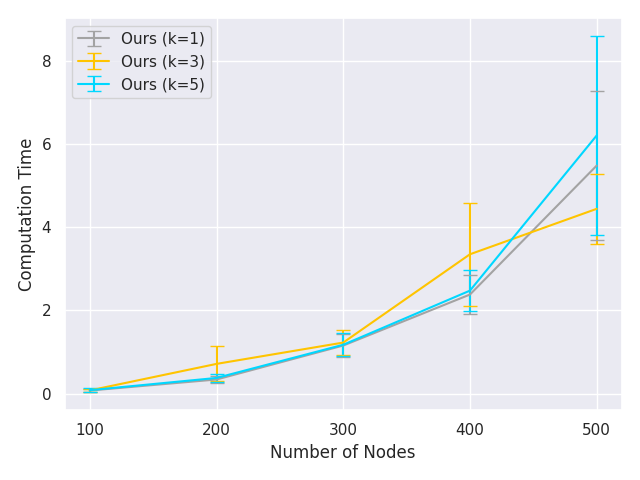 Ours (k=1)
Ours (k=3)
Ours (k=5)
Computation Time
8
6
4
2
0
100 200 300 400 500
Number of Nodes